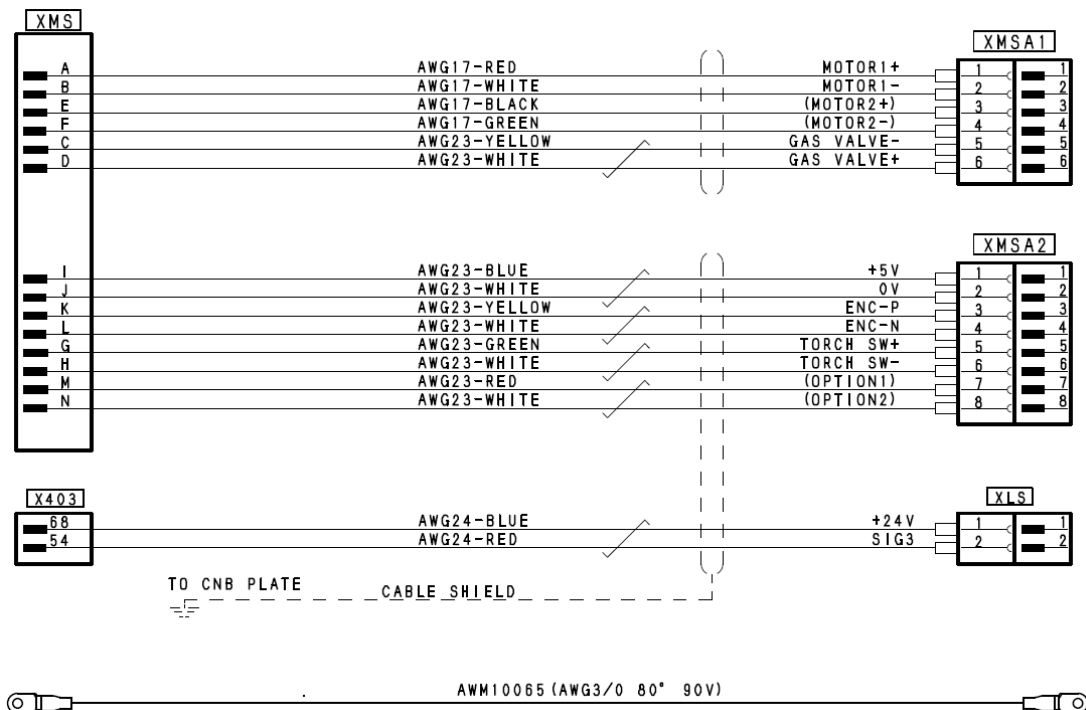 XMS
XMSA1
A AWG17-RED MOTOR1+ 1 1
B AWG17-WHITE MOTOR1- 2 2
E AWG17-BLACK (MOTOR2+) 3 3
F AWG17-GREEN (MOTOR2-) 4 4
C AWG23-YELLOW GAS VALVE- 5 5
D AWG23-WHITE GAS VALVE+ 6 6
XMSA2
I AWG23-BLUE +5V 1 1
J AWG23-WHITE 0V 2 2
K AWG23-YELLOW ENC-P 3 3
L AWG23-WHITE ENC-N 4 4
G AWG23-GREEN TORCH SW+ 5 5
H AWG23-WHITE TORCH SW- 6 6
M AWG23-RED (OPTION1) 7 7
N AWG23-WHITE (OPTION2) 8 8
X403
XLS
68 AWG24-BLUE +24V 1 1
54 AWG24-RED SIG3 2 2
TO CNB PLATE CABLE SHIELD
AWM10065(AWG3/0 80° 90V)